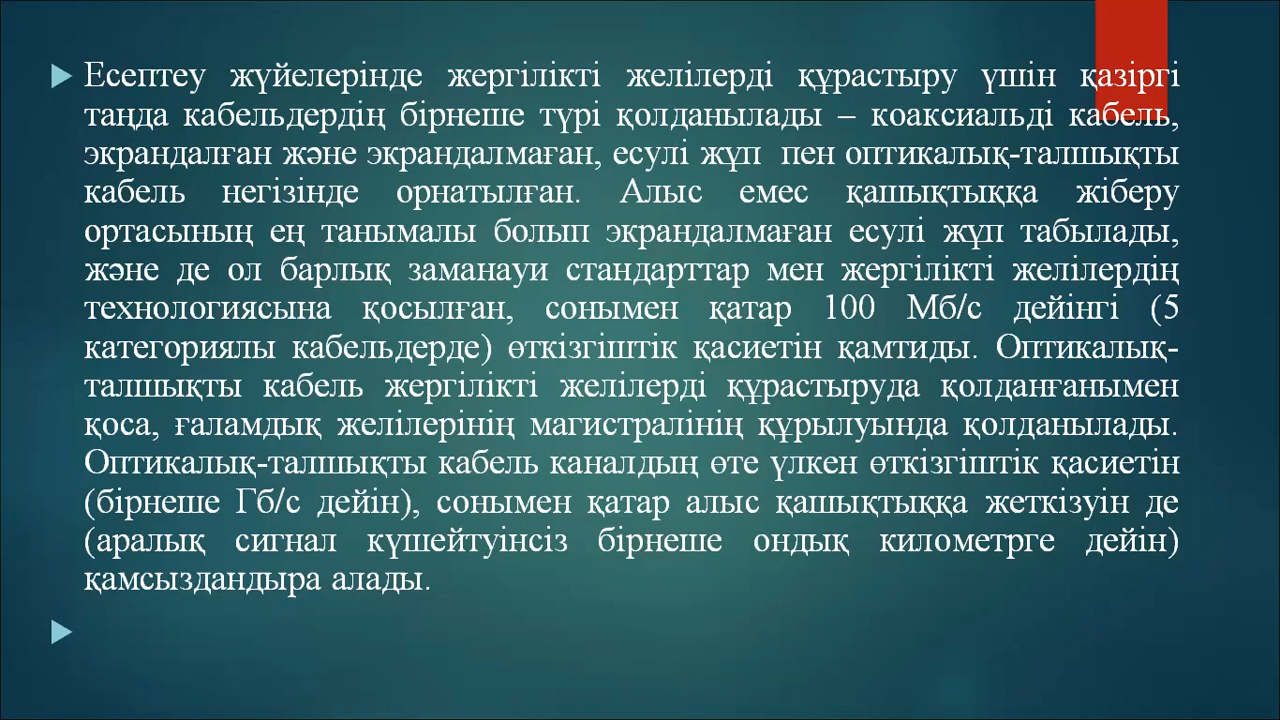 Есептеу жүйелерінде жергілікті желілерді құрастыру үшін қазіргі
таңда кабельдердің бірнеше түрі қолданылады – коаксиальді кабель,
экрандалған және экрандалмаған, есулі жұп пен оптикалық-талшықты
кабель негізінде орнатылған. Алыс емес қашықтыққа жіберу
ортасының ең танымалы болып экрандалмаған есулі жұп табылады,
және де ол барлық заманауи стандарттар мен жергілікті желілердің
технологиясына қосылған, сонымен қатар 100 Мб/с дейінгі (5
категориялы кабельдерде) өткізгіштік қасиетін қамтиды. Оптикалық-
талшықты кабель жергілікті желілерді құрастыруда қолданғанымен
қоса, ғаламдық желілерінің магистралінің құрылуында қолданылады.
Оптикалық-талшықты кабель каналдың өте үлкен өткізгіштік қасиетін
(бірнеше Гб/с дейін), сонымен қатар алыс қашықтыққа жеткізуін де
(аралық сигнал күшейтуінсіз бірнеше ондық километрге дейін)
қамсыздандыра алады.